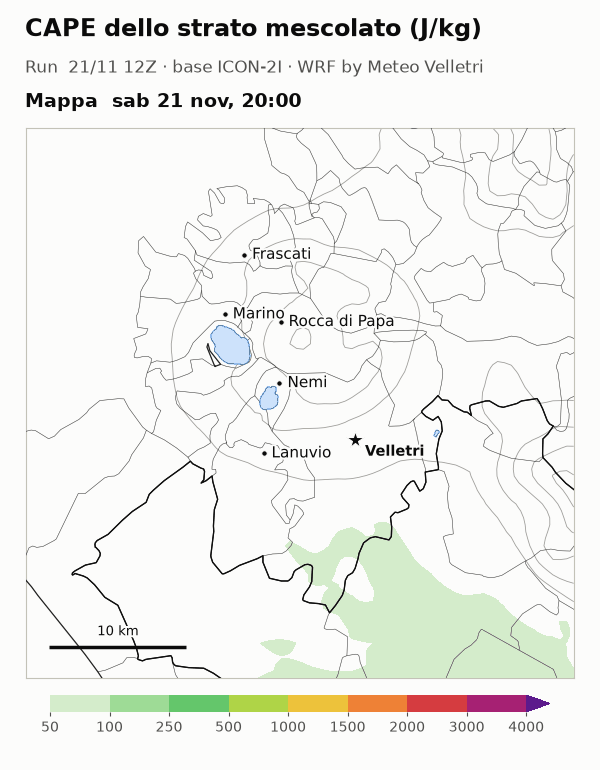 CAPE dello strato mescolato (J/kg)
Run  21/11 12Z · base ICON-2I · WRF by Meteo Velletri
Mappa  sab 21 nov, 20:00
Frascati
Marino
Rocca di Papa
Nemi
Velletri
Lanuvio
10 km
50 100 250 500 1000 1500 2000 3000 4000